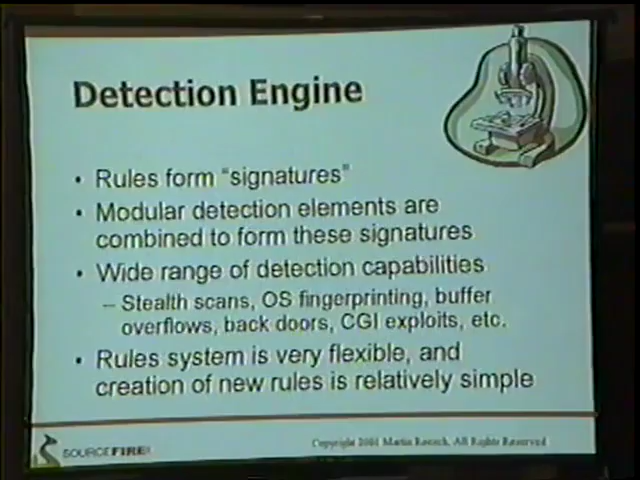 Detection Engine
• Rules form “signatures”
• Modular detection elements are
combined to form these signatures
• Wide range of detection capabilities
– Stealth scans, OS fingerprinting, buffer
overflows, back doors, CGI exploits, etc.
• Rules system is very flexible, and
creation of new rules is relatively simple
SOURCEFIRE
Copyright 2001 Martin Roesch, All Rights Reserved